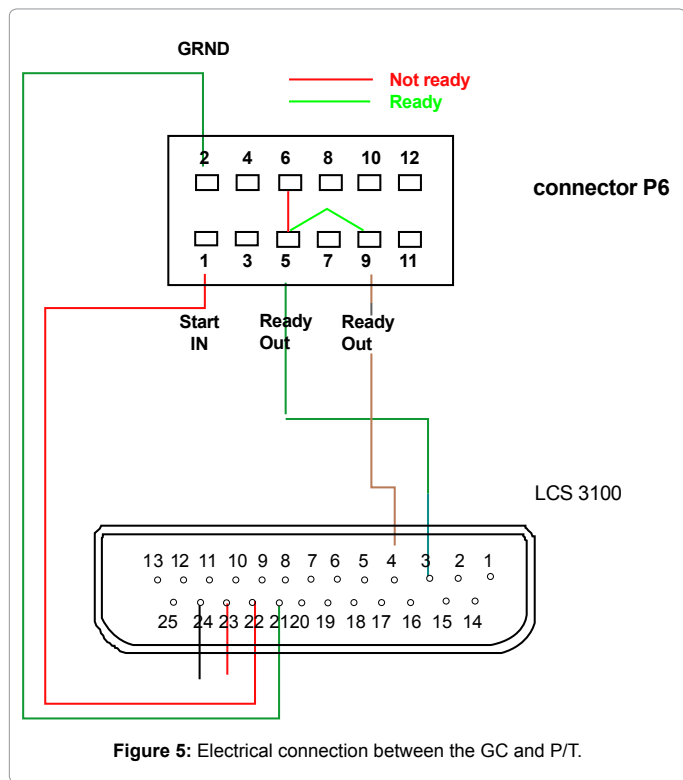 GRND
Not ready
Ready
2 4 6 8 10 12
connector P6
1 3 5 7 9 11
Start IN
Ready Out
Ready Out
LCS 3100
13 12 11 10 9 8 7 6 5 4 3 2 1
25 24 23 22 21 20 19 18 17 16 15 14
Figure 5: Electrical connection between the GC and P/T.